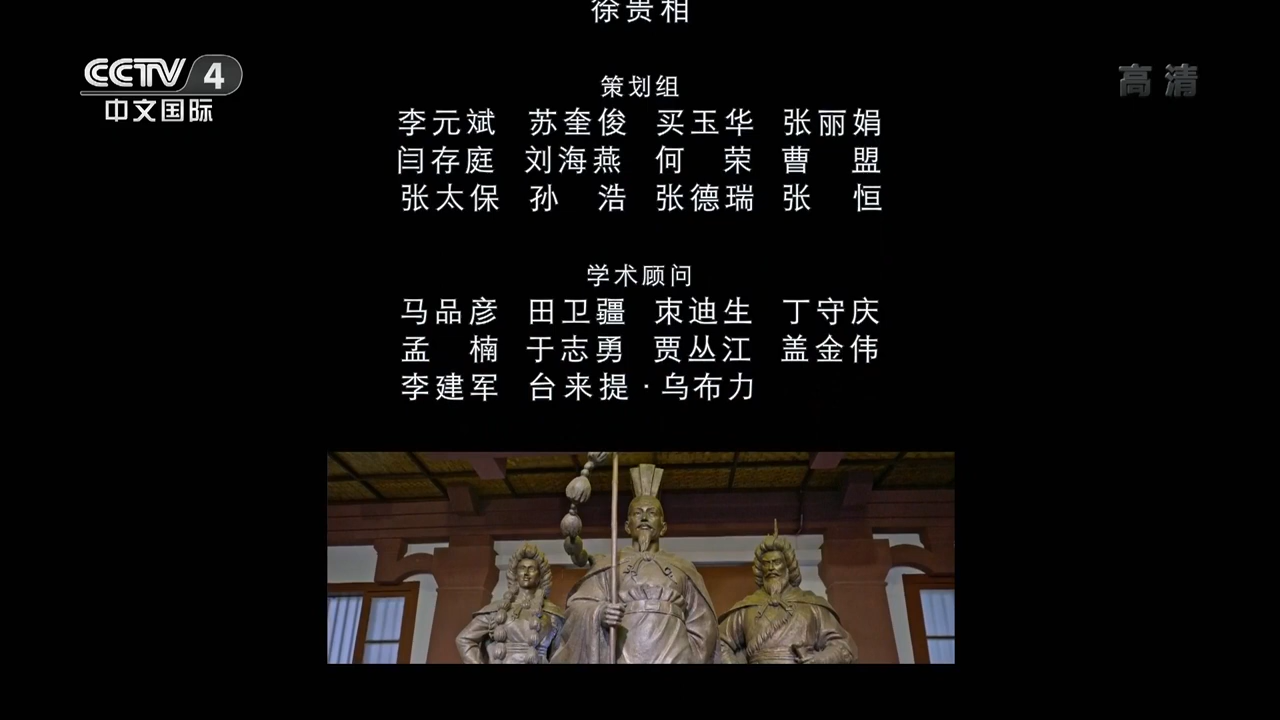 徐贵相
CCTV 4
中文国际
高清
策划组
李元斌 苏奎俊 买玉华 张丽娟
闫存庭 刘海燕 何 荣 曹 盟
张太保 孙 浩 张德瑞 张 恒
学术顾问
马品彦 田卫疆 束迪生 丁守庆
孟 楠 于志勇 贾丛江 盖金伟
李建军 台来提·乌布力